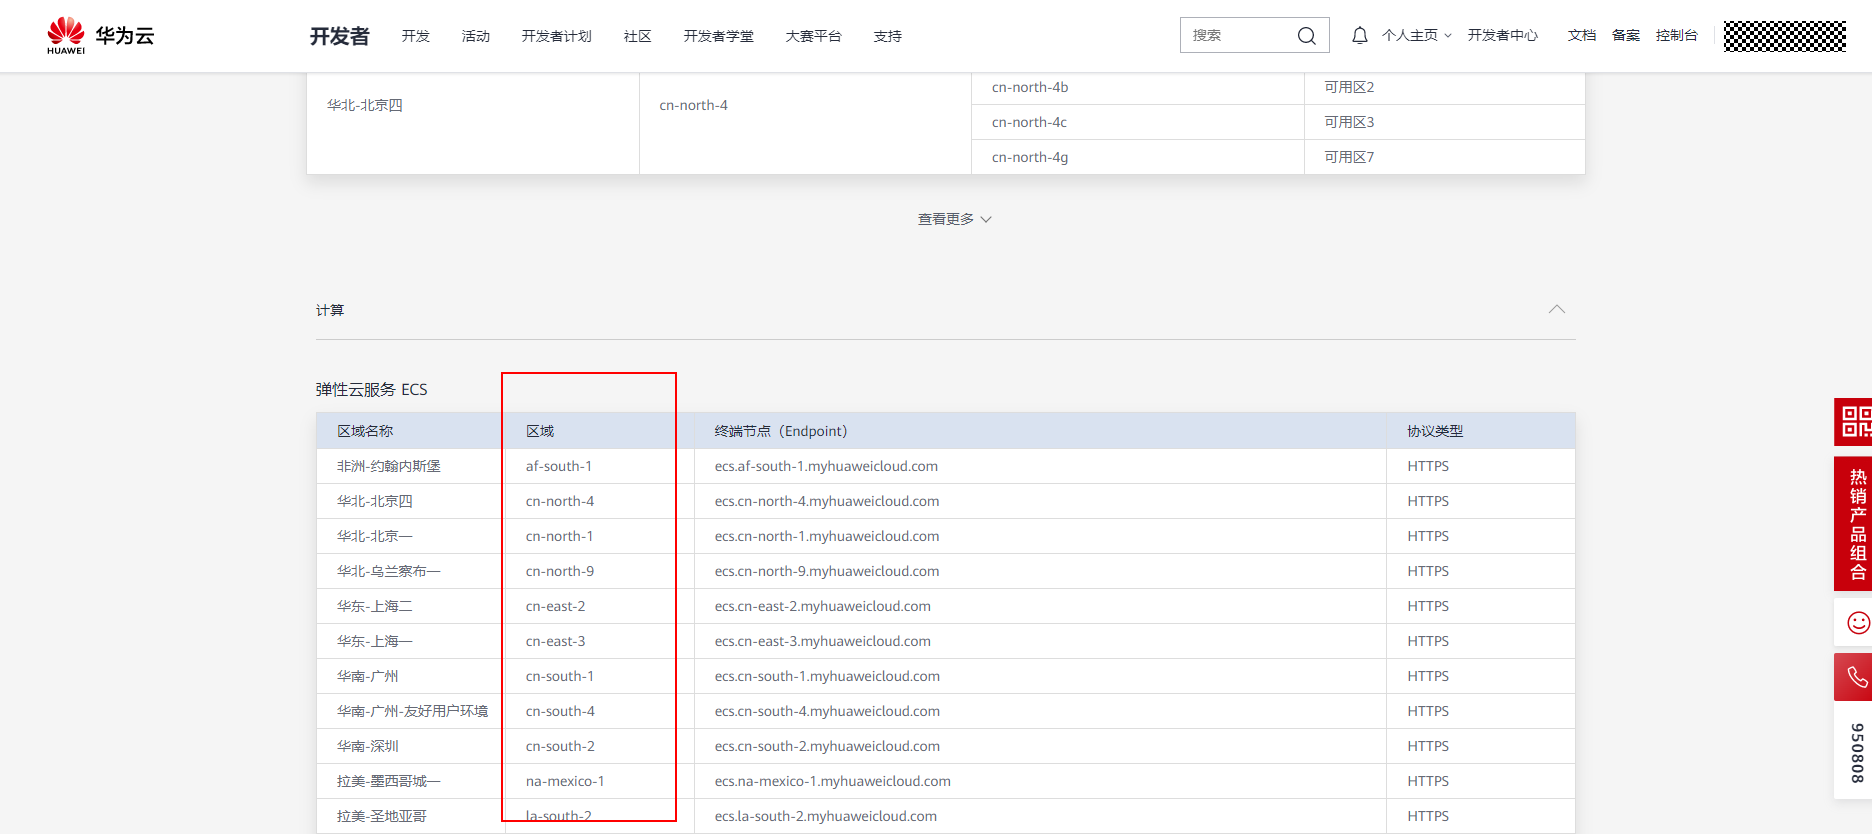 HUAWEI 华为云 开发者 开发 活动 开发者计划 社区 开发者学堂 大赛平台 支持 搜索 个人主页 开发者中心 文档 备案 控制台
cn-north-4b 可用区2
华北-北京四 cn-north-4
cn-north-4c 可用区3
cn-north-4g 可用区7
查看更多
计算
弹性云服务 ECS
区域名称 区域 终端节点（Endpoint） 协议类型
非洲-约翰内斯堡 af-south-1 ecs.af-south-1.myhuaweicloud.com HTTPS
华北-北京四 cn-north-4 ecs.cn-north-4.myhuaweicloud.com HTTPS
华北-北京一 cn-north-1 ecs.cn-north-1.myhuaweicloud.com HTTPS
华北-乌兰察布一 cn-north-9 ecs.cn-north-9.myhuaweicloud.com HTTPS
华东-上海二 cn-east-2 ecs.cn-east-2.myhuaweicloud.com HTTPS
华东-上海一 cn-east-3 ecs.cn-east-3.myhuaweicloud.com HTTPS
华南-广州 cn-south-1 ecs.cn-south-1.myhuaweicloud.com HTTPS
华南-广州-友好用户环境 cn-south-4 ecs.cn-south-4.myhuaweicloud.com HTTPS
华南-深圳 cn-south-2 ecs.cn-south-2.myhuaweicloud.com HTTPS
拉美-墨西哥城一 na-mexico-1 ecs.na-mexico-1.myhuaweicloud.com HTTPS
拉美-圣地亚哥 la-south-2 ecs.la-south-2.myhuaweicloud.com HTTPS
热销产品组合
950808